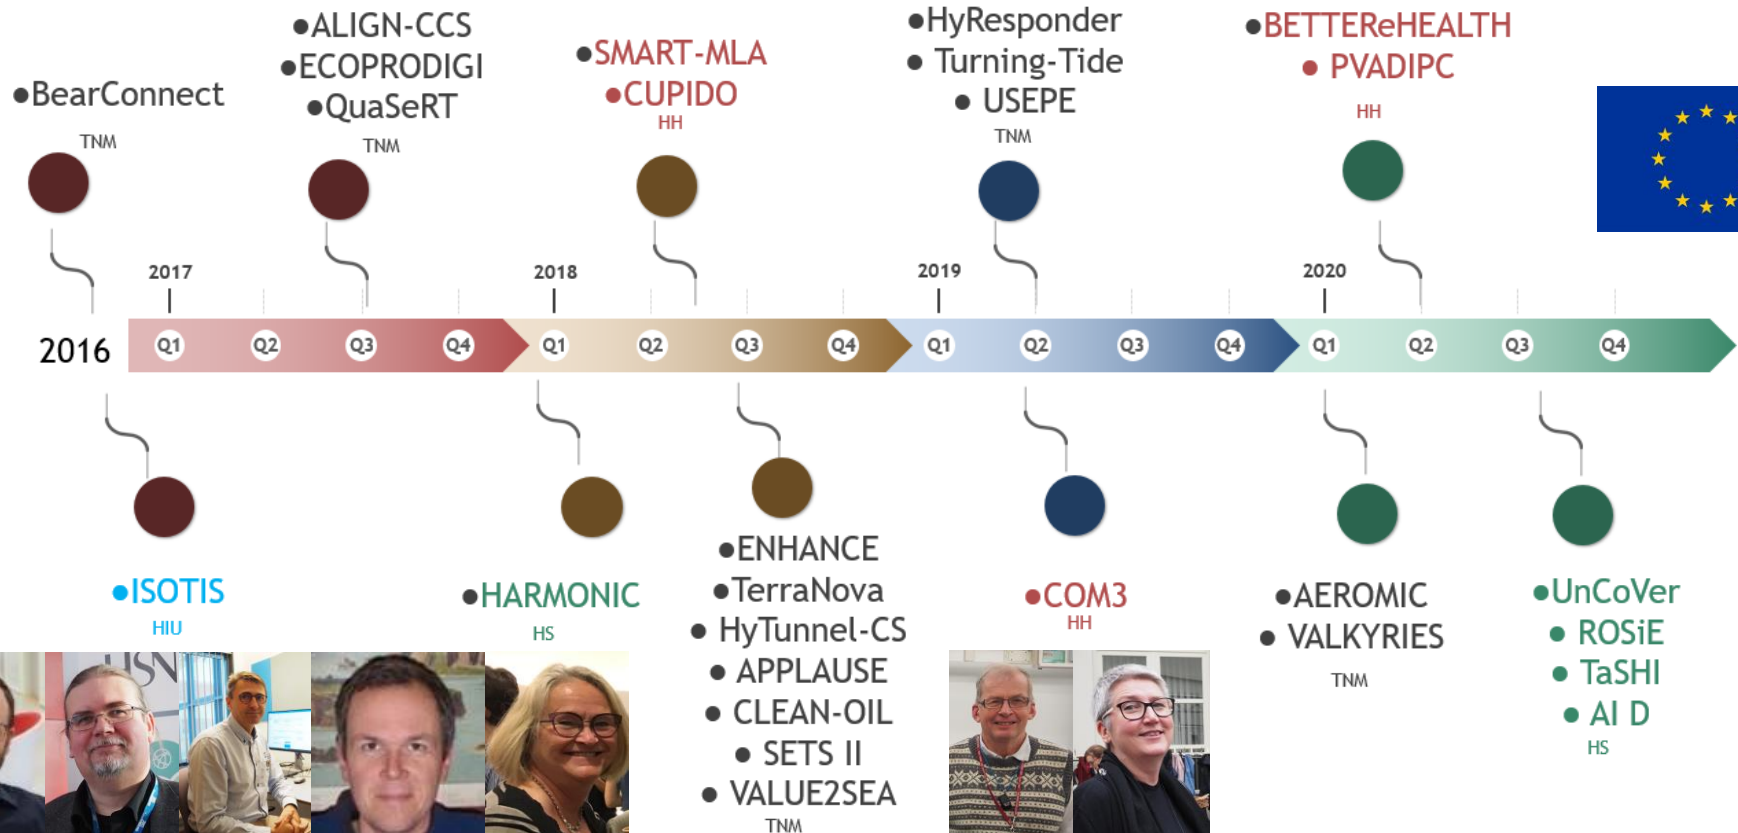 ●BearConnect
TNM
●ALIGN-CCS
●ECOPRODIGI
●QuaSeRT
TNM
●SMART-MLA
●CUPIDO
HH
●HyResponder
● Turning-Tide
● USEPE
TNM
●BETTEReHEALTH
● PVADIPC
HH
2017
2018
2019
2020
2016
Q1 Q2 Q3 Q4 Q1 Q2 Q3 Q4 Q1 Q2 Q3 Q4 Q1 Q2 Q3 Q4
●ISOTIS
HIU
●HARMONIC
HS
●ENHANCE
●TerraNova
● HyTunnel-CS
● APPLAUSE
● CLEAN-OIL
● SETS II
● VALUE2SEA
TNM
●COM3
HH
●AEROMIC
● VALKYRIES
TNM
●UnCoVer
● ROSiE
● TaSHI
● AI D
HS
USN